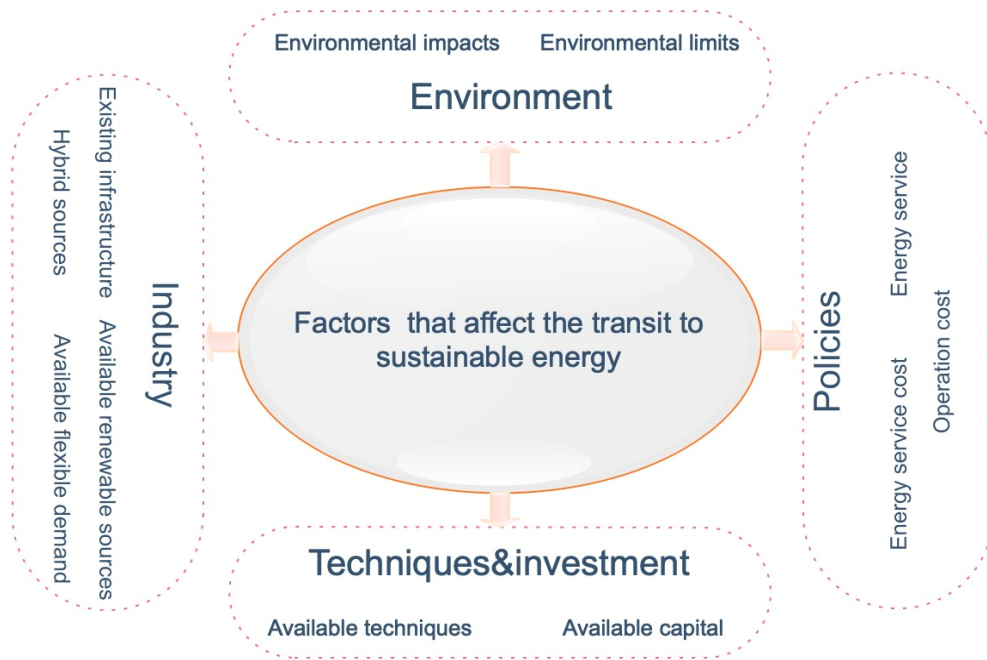 Environmental impacts
Environmental limits
Environment
Existing infrastructure
Hybrid sources
Industry
Available renewable sources
Available flexible demand
Factors that affect the transit to
sustainable energy
Policies
Energy service
Energy service cost
Operation cost
Techniques&investment
Available techniques
Available capital